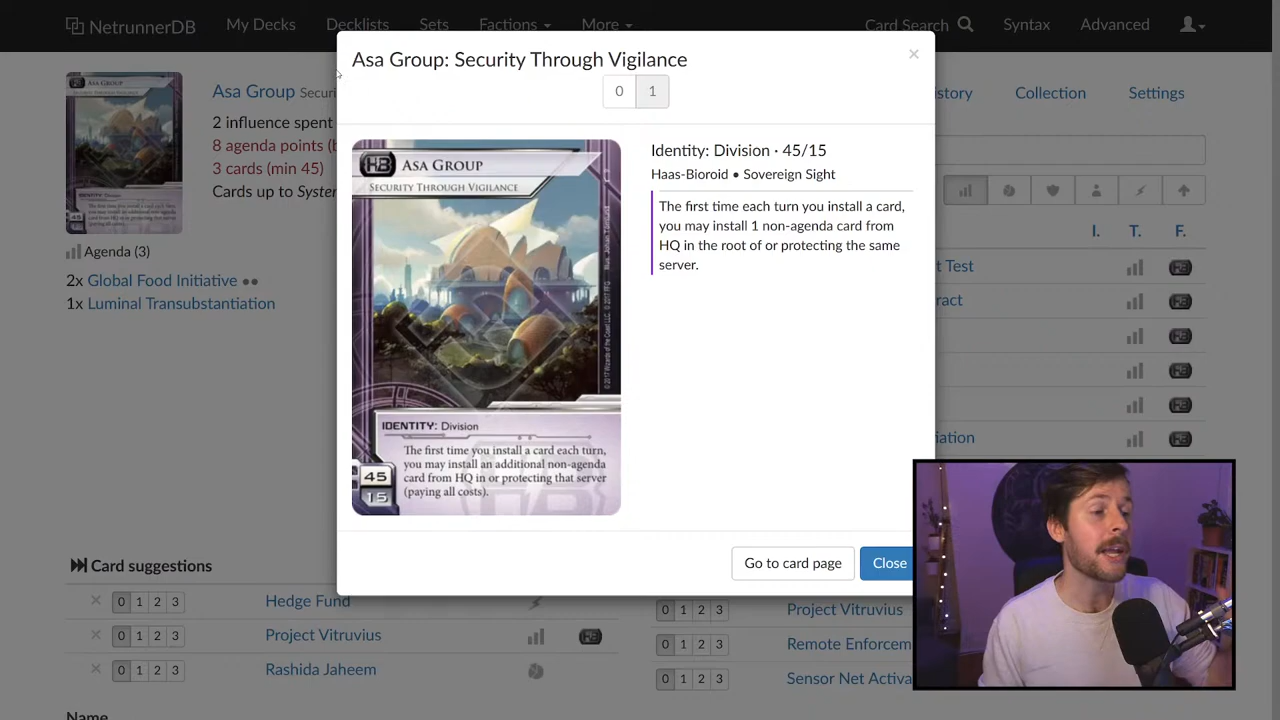 NetrunnerDB
My Decks
Decklists
Sets
Factions
More
Card Search
Syntax
Advanced
Asa Group: Security Through Vigilance
×
0
1
Asa Group Securi
2 influence spent
8 agenda points (b
3 cards (min 45)
Cards up to Syster
Agenda (3)
2x Global Food Initiative ●●
1x Luminal Transubstantiation
HB ASA GROUP
SECURITY THROUGH VIGILANCE
IDENTITY: Division
The first time you install a card each turn,
you may install an additional non-agenda
card from HQ in or protecting that server
(paying all costs).
45
15
Identity: Division · 45/15
Haas-Bioroid • Sovereign Sight
The first time each turn you install a card,
you may install 1 non-agenda card from
HQ in the root of or protecting the same
server.
Go to card page
Close
istory
Collection
Settings
I. T. F.
t Test
ract
iation
Card suggestions
× 0 1 2 3 Hedge Fund
× 0 1 2 3 Project Vitruvius
× 0 1 2 3 Rashida Jaheem
0 1 2 3 Project Vitruvius
0 1 2 3 Remote Enforcem
0 1 2 3 Sensor Net Activa
Name